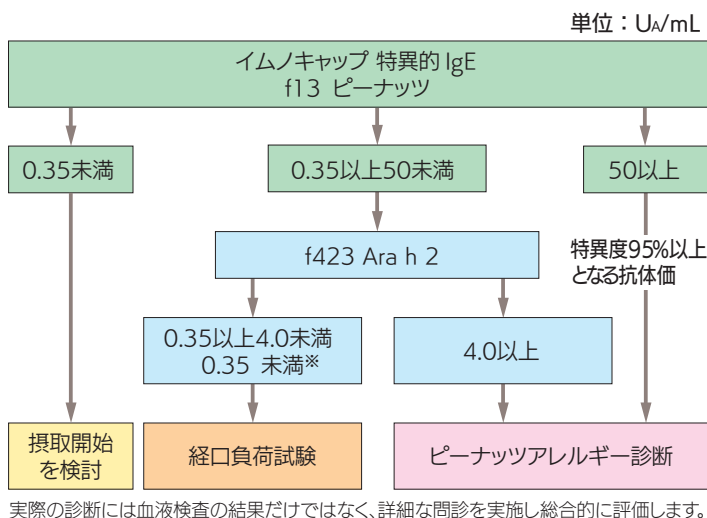 単位：UA/mL
イムノキャップ 特異的 IgE
f13 ピーナッツ
0.35未満
0.35以上50未満
50以上
特異度95%以上
となる抗体価
f423 Ara h 2
0.35以上4.0未満
0.35 未満※
4.0以上
摂取開始
を検討
経口負荷試験
ピーナッツアレルギー診断
実際の診断には血液検査の結果だけではなく、詳細な問診を実施し総合的に評価します。